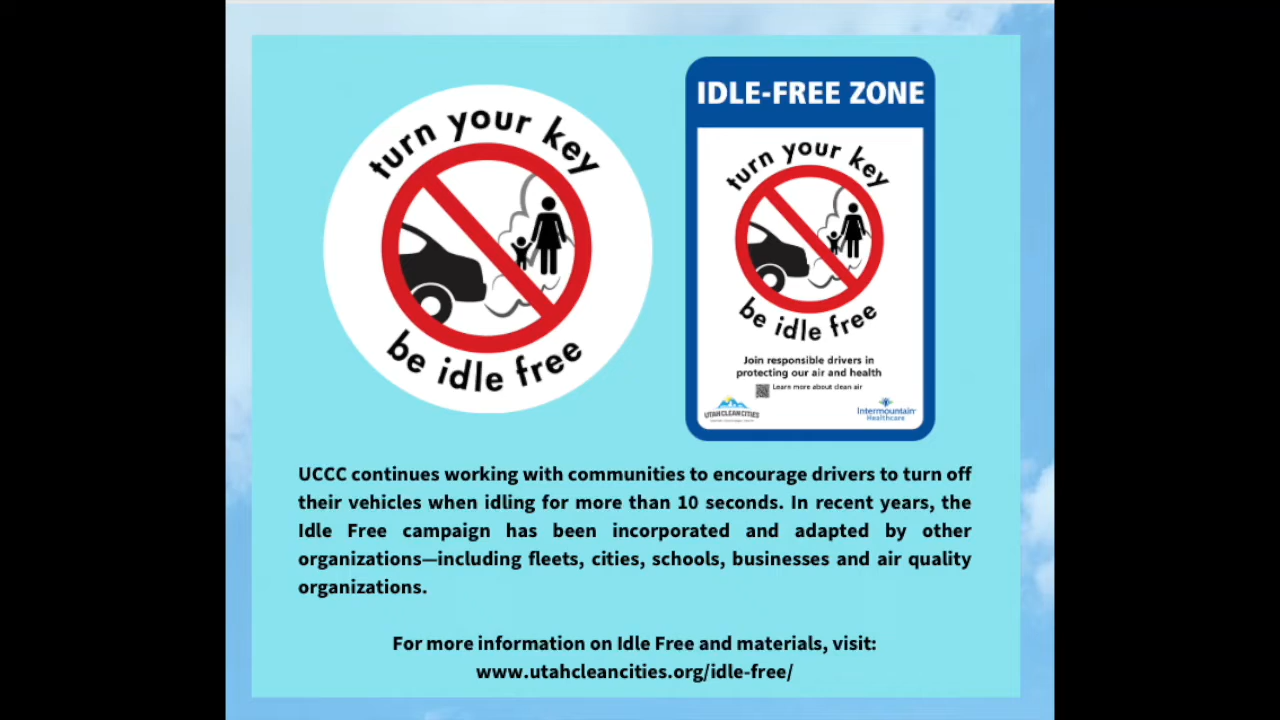 turn your key
be idle free
IDLE-FREE ZONE
turn your key
be idle free
Join responsible drivers in
protecting our air and health
Learn more about clean air
UTAH CLEAN CITIES
Intermountain
Healthcare
UCCC continues working with communities to encourage drivers to turn off
their vehicles when idling for more than 10 seconds. In recent years, the
Idle Free campaign has been incorporated and adapted by other
organizations—including fleets, cities, schools, businesses and air quality
organizations.
For more information on Idle Free and materials, visit:
www.utahcleancities.org/idle-free/